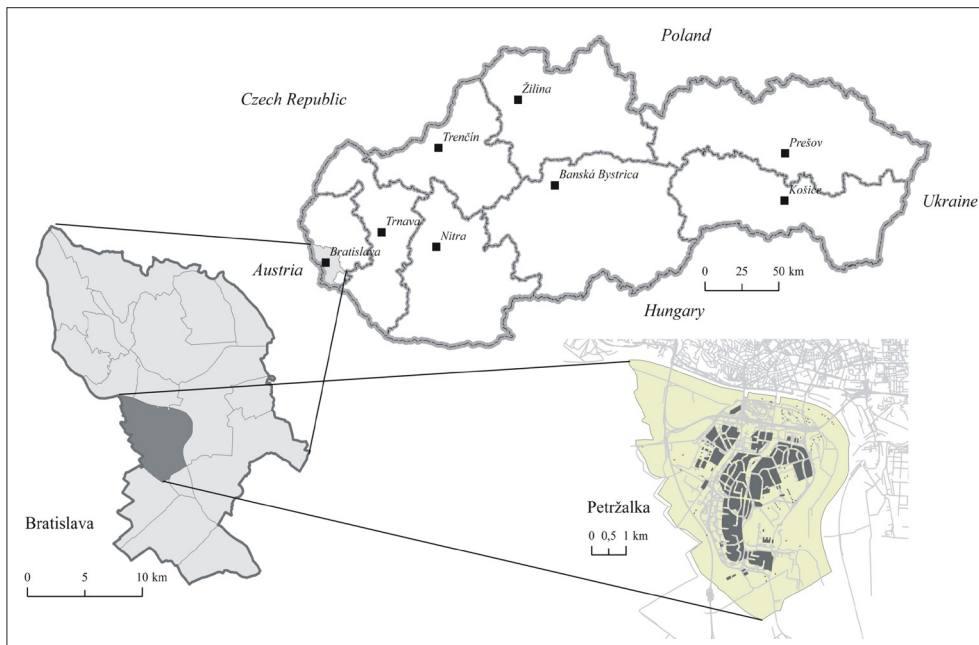 Poland
Czech Republic
Žilina
Trenčín
Prešov
Banská Bystrica
Košice
Ukraine
Trnava
Nitra
Bratislava
Austria
0 25 50 km
Hungary
Petržalka
0 0,5 1 km
Bratislava
0 5 10 km